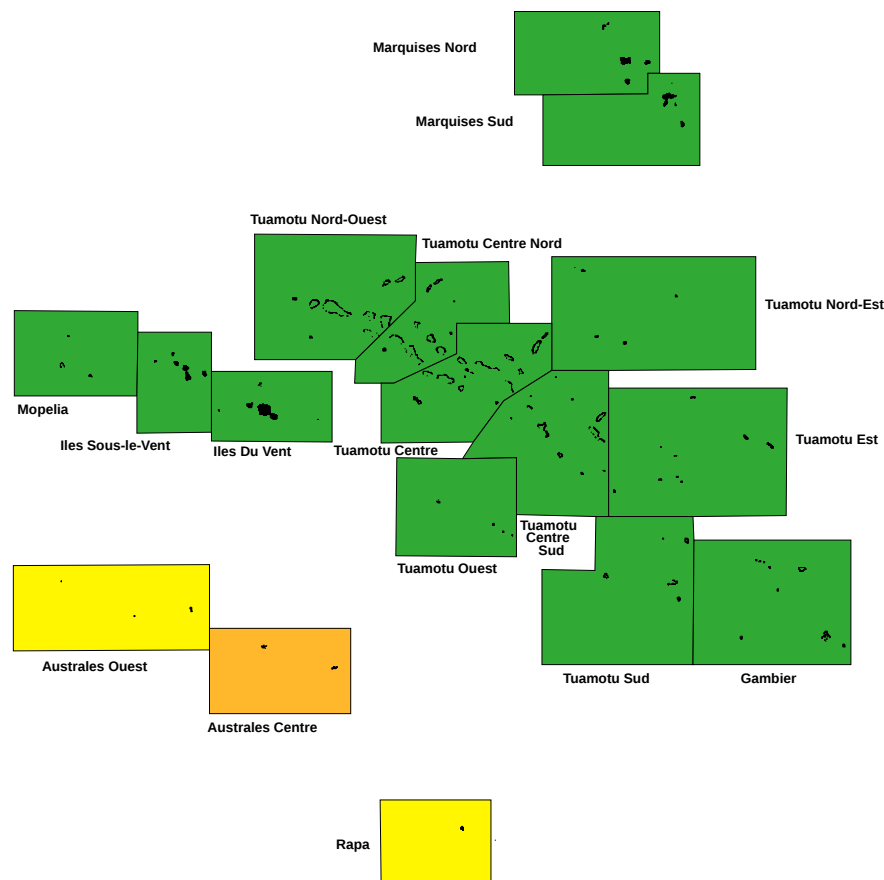 Marquises Nord
Marquises Sud
Tuamotu Nord-Ouest
Tuamotu Centre Nord
Tuamotu Nord-Est
Mopelia
Iles Sous-le-Vent
Iles Du Vent
Tuamotu Centre
Tuamotu Est
Tuamotu
Centre
Sud
Tuamotu Ouest
Australes Ouest
Tuamotu Sud
Gambier
Australes Centre
Rapa